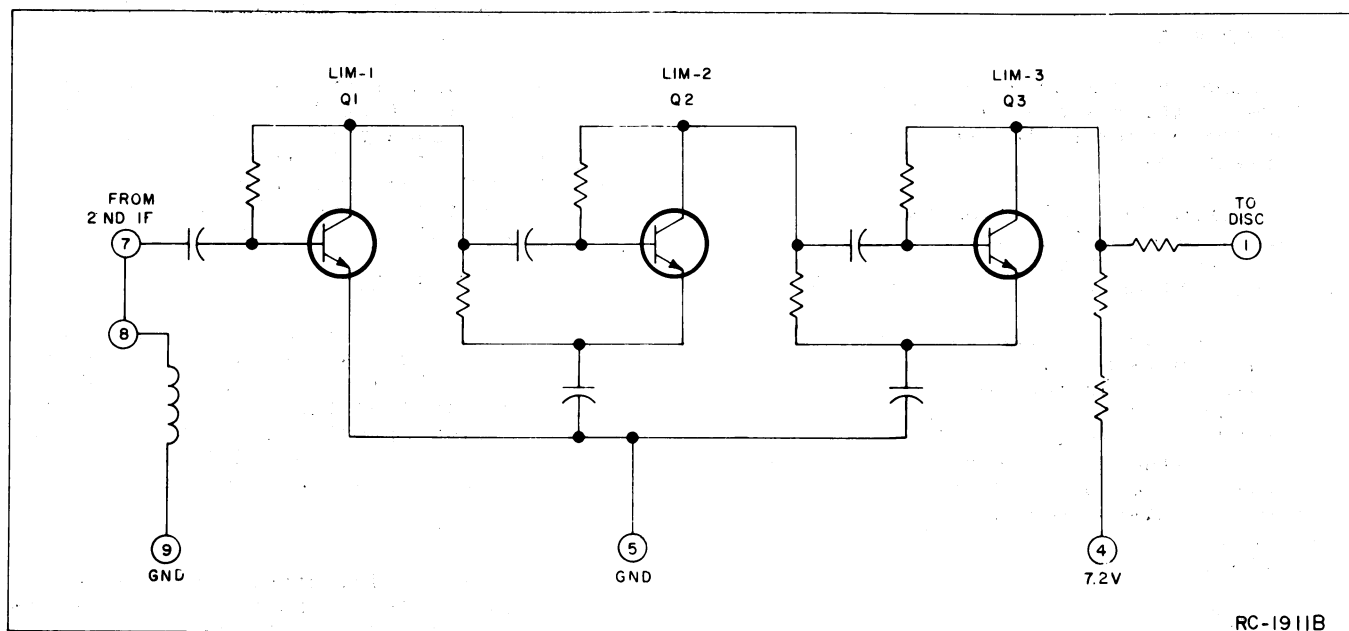 LIM-1
Q1
LIM-2
Q2
LIM-3
Q3
FROM
2ND IF
7
8
9
GND
5
GND
TO
DISC
1
4
7.2V
RC-1911B